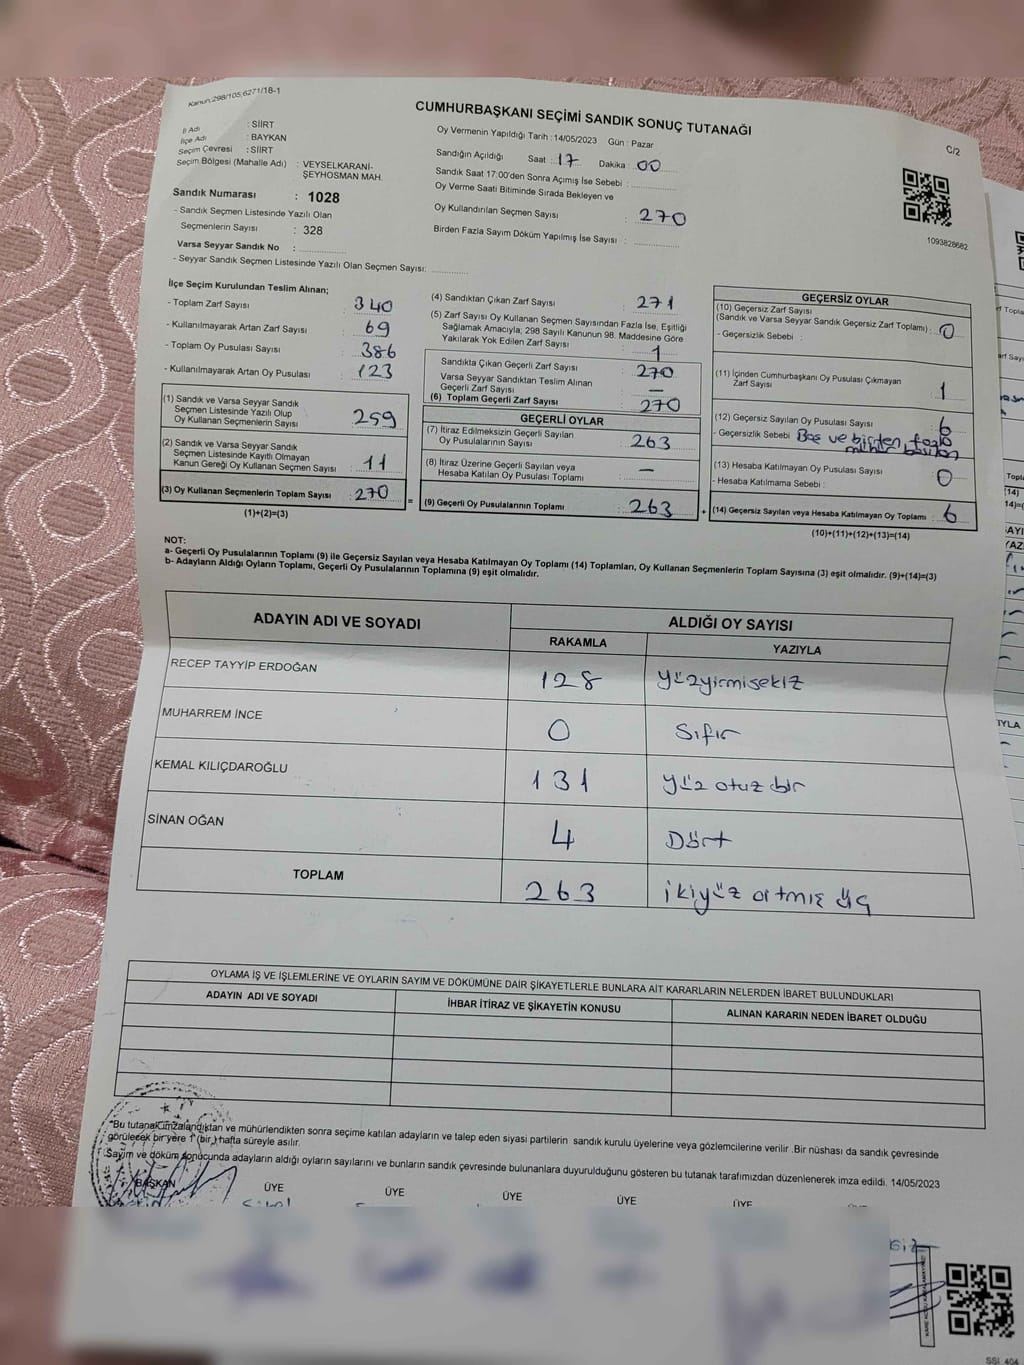 Kanun:298/105,6271/18-1
CUMHURBAŞKANI SEÇİMİ SANDIK SONUÇ TUTANAĞI
C/2
İl Adı : SİİRT
İlçe Adı : BAYKAN
Seçim Çevresi : SİİRT
Seçim Bölgesi (Mahalle Adı) : VEYSELKARANİ-
ŞEYHOSMAN MAH.
Sandık Numarası : 1028
- Sandık Seçmen Listesinde Yazılı Olan
Seçmenlerin Sayısı : 328
Varsa Seyyar Sandık No :
- Seyyar Sandık Seçmen Listesinde Yazılı Olan Seçmen Sayısı:
Oy Vermenin Yapıldığı Tarih :14/05/2023 Gün : Pazar
Sandığın Açıldığı Saat : 17 Dakika : 00
Sandık Saat 17:00'den Sonra Açımış İse Sebebi :
Oy Verme Saati Bitiminde Sırada Bekleyen ve
Oy Kullandırılan Seçmen Sayısı : 270
Birden Fazla Sayım Döküm Yapılmış İse Sayısı :
1093828682
İlçe Seçim Kurulundan Teslim Alınan;
- Toplam Zarf Sayısı : 340
- Kullanılmayarak Artan Zarf Sayısı : 69
- Toplam Oy Pusulası Sayısı : 386
- Kullanılmayarak Artan Oy Pusulası : 123
(1) Sandık ve Varsa Seyyar Sandık
Seçmen Listesinde Yazılı Olup
Oy Kullanan Seçmenlerin Sayısı : 259
(2) Sandık ve Varsa Seyyar Sandık
Seçmen Listesinde Kayıtlı Olmayan
Kanun Gereği Oy Kullanan Seçmen Sayısı : 11
(3) Oy Kullanan Seçmenlerin Toplam Sayısı : 270
(1)+(2)=(3)
(4) Sandıktan Çıkan Zarf Sayısı : 271
(5) Zarf Sayısı Oy Kullanan Seçmen Sayısından Fazla İse, Eşitliği
Sağlamak Amacıyla; 298 Sayılı Kanunun 98. Maddesine Göre
Yakılarak Yok Edilen Zarf Sayısı : 1
Sandıkta Çıkan Geçerli Zarf Sayısı : 270
Varsa Seyyar Sandıktan Teslim Alınan
Geçerli Zarf Sayısı : —
(6) Toplam Geçerli Zarf Sayısı : 270
GEÇERLİ OYLAR
(7) İtiraz Edilmeksizin Geçerli Sayılan
Oy Pusulalarının Sayısı : 263
(8) İtiraz Üzerine Geçerli Sayılan veya
Hesaba Katılan Oy Pusulası Toplamı : —
= (9) Geçerli Oy Pusulalarının Toplamı : 263
GEÇERSİZ OYLAR
(10) Geçersiz Zarf Sayısı
(Sandık ve Varsa Seyyar Sandık Geçersiz Zarf Toplamı) : 0
- Geçersizlik Sebebi :
(11) İçinden Cumhurbaşkanı Oy Pusulası Çıkmayan
Zarf Sayısı : 1
(12) Geçersiz Sayılan Oy Pusulası Sayısı : 6
- Geçersizlik Sebebi Boş ve birden fazla
mühür basılan
(13) Hesaba Katılmayan Oy Pusulası Sayısı : 0
- Hesaba Katılmama Sebebi :
+ (14) Geçersiz Sayılan veya Hesaba Katılmayan Oy Toplamı : 6
(10)+(11)+(12)+(13)=(14)
NOT:
a- Geçerli Oy Pusulalarının Toplamı (9) ile Geçersiz Sayılan veya Hesaba Katılmayan Oy Toplamı (14) Toplamları, Oy Kullanan Seçmenlerin Toplam Sayısına (3) eşit olmalıdır. (9)+(14)=(3)
b- Adayların Aldığı Oyların Toplamı, Geçerli Oy Pusulalarının Toplamına (9) eşit olmalıdır.
ADAYIN ADI VE SOYADI ALDIĞI OY SAYISI
RAKAMLA YAZIYLA
RECEP TAYYİP ERDOĞAN 128 yüzyirmisekiz
MUHARREM İNCE 0 Sıfır
KEMAL KILIÇDAROĞLU 131 yüz otuz bir
SİNAN OĞAN 4 Dört
TOPLAM 263 ikiyüz altmış üç
OYLAMA İŞ VE İŞLEMLERİNE VE OYLARIN SAYIM VE DÖKÜMÜNE DAİR ŞİKAYETLERLE BUNLARA AİT KARARLARIN NELERDEN İBARET BULUNDUKLARI
ADAYIN ADI VE SOYADI İHBAR İTİRAZ VE ŞİKAYETİN KONUSU ALINAN KARARIN NEDEN İBARET OLDUĞU
"Bu tutanak imzalandıktan ve mühürlendikten sonra seçime katılan adayların ve talep eden siyasi partilerin sandık kurulu üyelerine veya gözlemcilerine verilir .Bir nüshası da sandık çevresinde
görülecek bir yere 1 (bir) hafta süreyle asılır.
Sayım ve döküm sonucunda adayların aldığı oyların sayılarını ve bunların sandık çevresinde bulunanlara duyurulduğunu gösteren bu tutanak tarafımızdan düzenlenerek imza edildi. 14/05/2023
BAŞKAN ÜYE ÜYE ÜYE ÜYE ÜYE